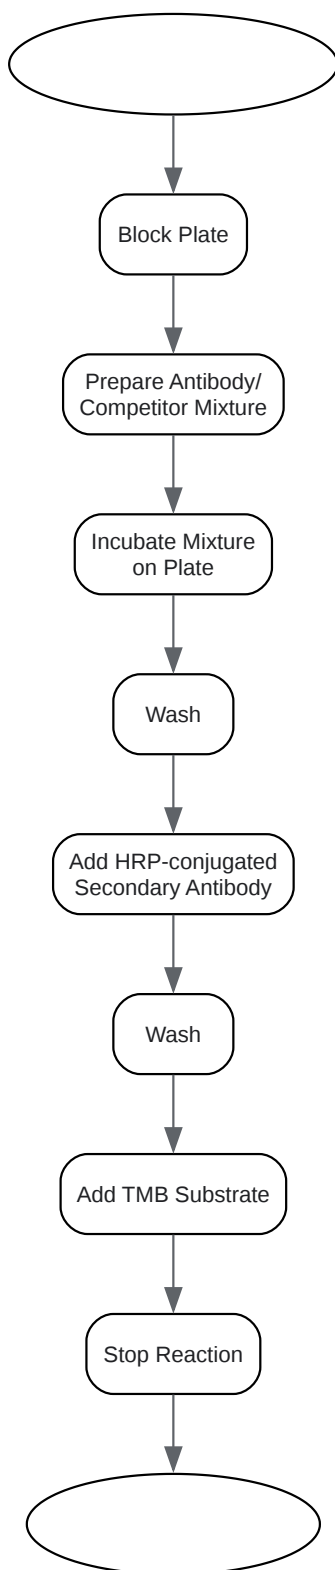 Block Plate
Prepare Antibody/
Competitor Mixture
Incubate Mixture
on Plate
Wash
Add HRP-conjugated
Secondary Antibody
Wash
Add TMB Substrate
Stop Reaction